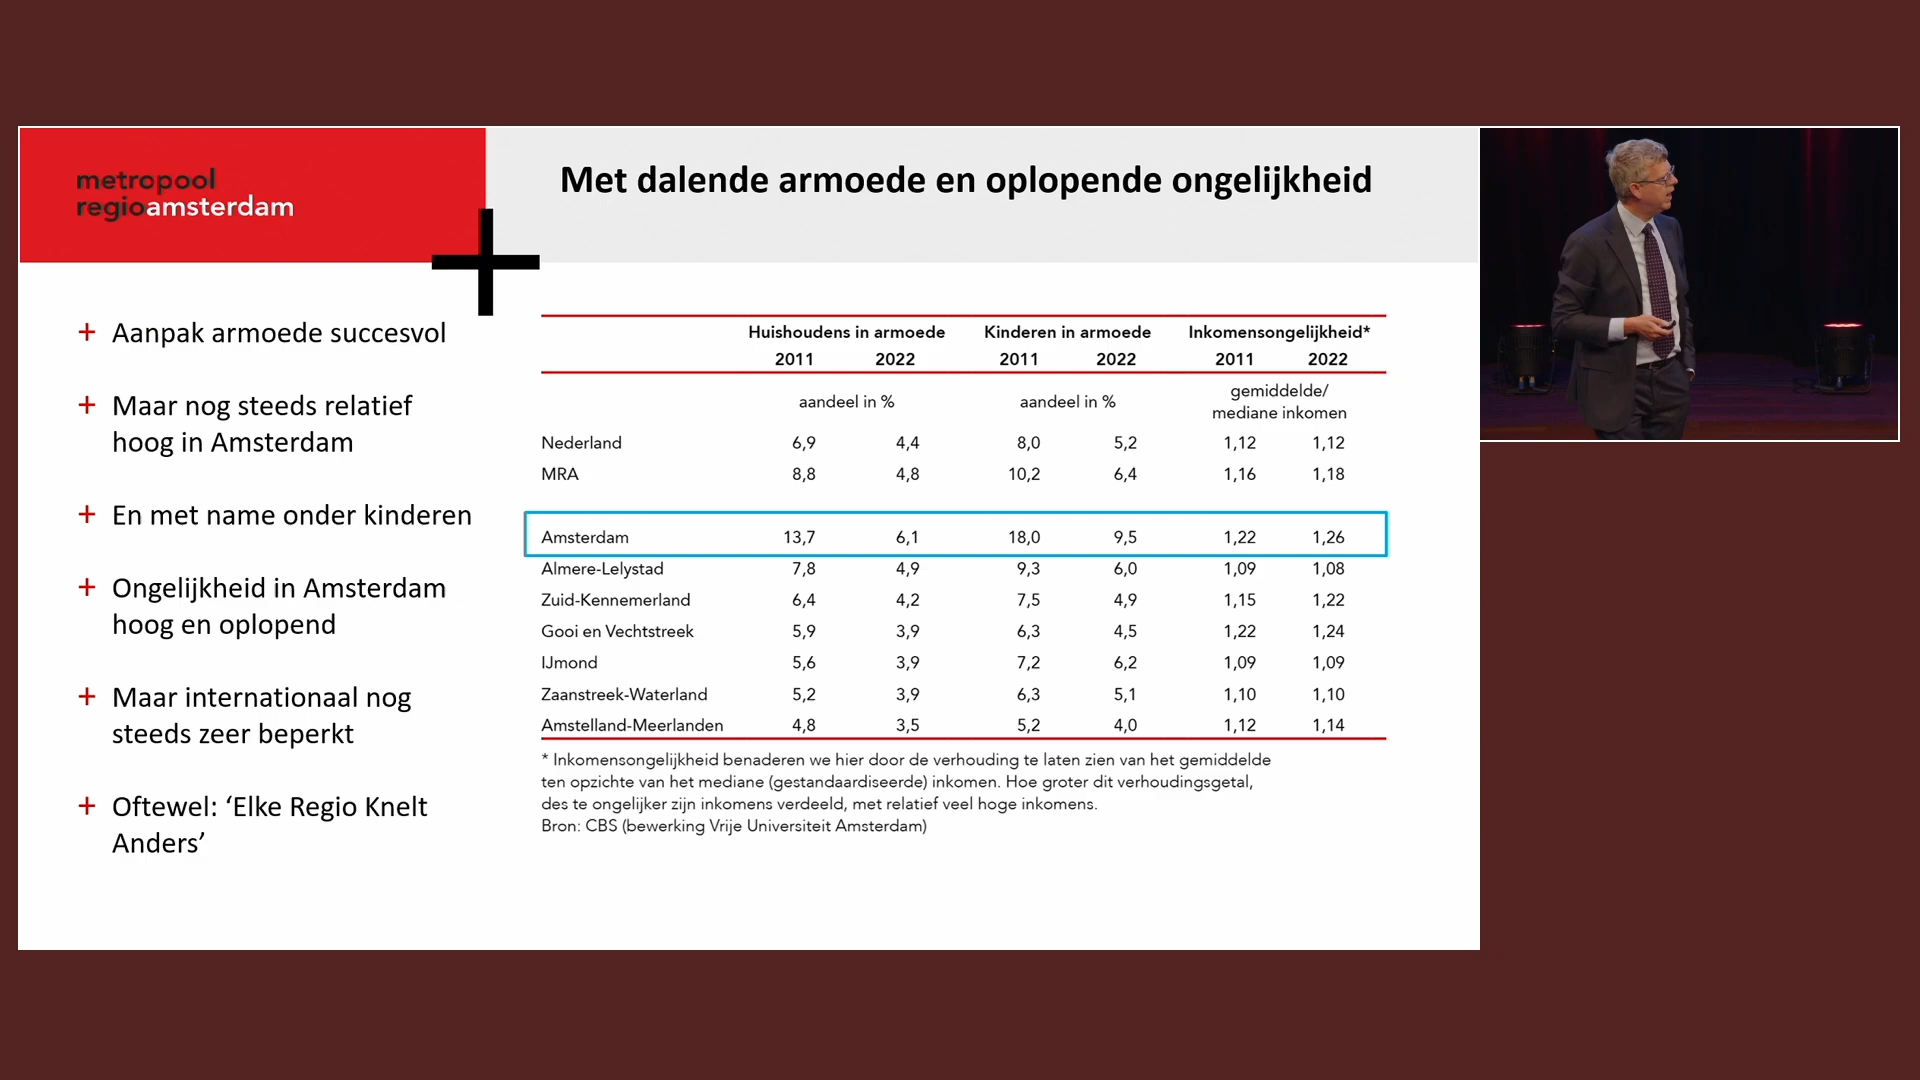 metropool
regioamsterdam
Met dalende armoede en oplopende ongelijkheid
+ Aanpak armoede succesvol
+ Maar nog steeds relatief
hoog in Amsterdam
+ En met name onder kinderen
+ Ongelijkheid in Amsterdam
hoog en oplopend
+ Maar internationaal nog
steeds zeer beperkt
+ Oftewel: ‘Elke Regio Knelt
Anders’
Huishoudens in armoede Kinderen in armoede Inkomensongelijkheid*
2011 2022 2011 2022 2011 2022
aandeel in % aandeel in % gemiddelde/
mediane inkomen
Nederland 6,9 4,4 8,0 5,2 1,12 1,12
MRA 8,8 4,8 10,2 6,4 1,16 1,18
Amsterdam 13,7 6,1 18,0 9,5 1,22 1,26
Almere-Lelystad 7,8 4,9 9,3 6,0 1,09 1,08
Zuid-Kennemerland 6,4 4,2 7,5 4,9 1,15 1,22
Gooi en Vechtstreek 5,9 3,9 6,3 4,5 1,22 1,24
IJmond 5,6 3,9 7,2 6,2 1,09 1,09
Zaanstreek-Waterland 5,2 3,9 6,3 5,1 1,10 1,10
Amstelland-Meerlanden 4,8 3,5 5,2 4,0 1,12 1,14
* Inkomensongelijkheid benaderen we hier door de verhouding te laten zien van het gemiddelde
ten opzichte van het mediane (gestandaardiseerde) inkomen. Hoe groter dit verhoudingsgetal,
des te ongelijker zijn inkomens verdeeld, met relatief veel hoge inkomens.
Bron: CBS (bewerking Vrije Universiteit Amsterdam)